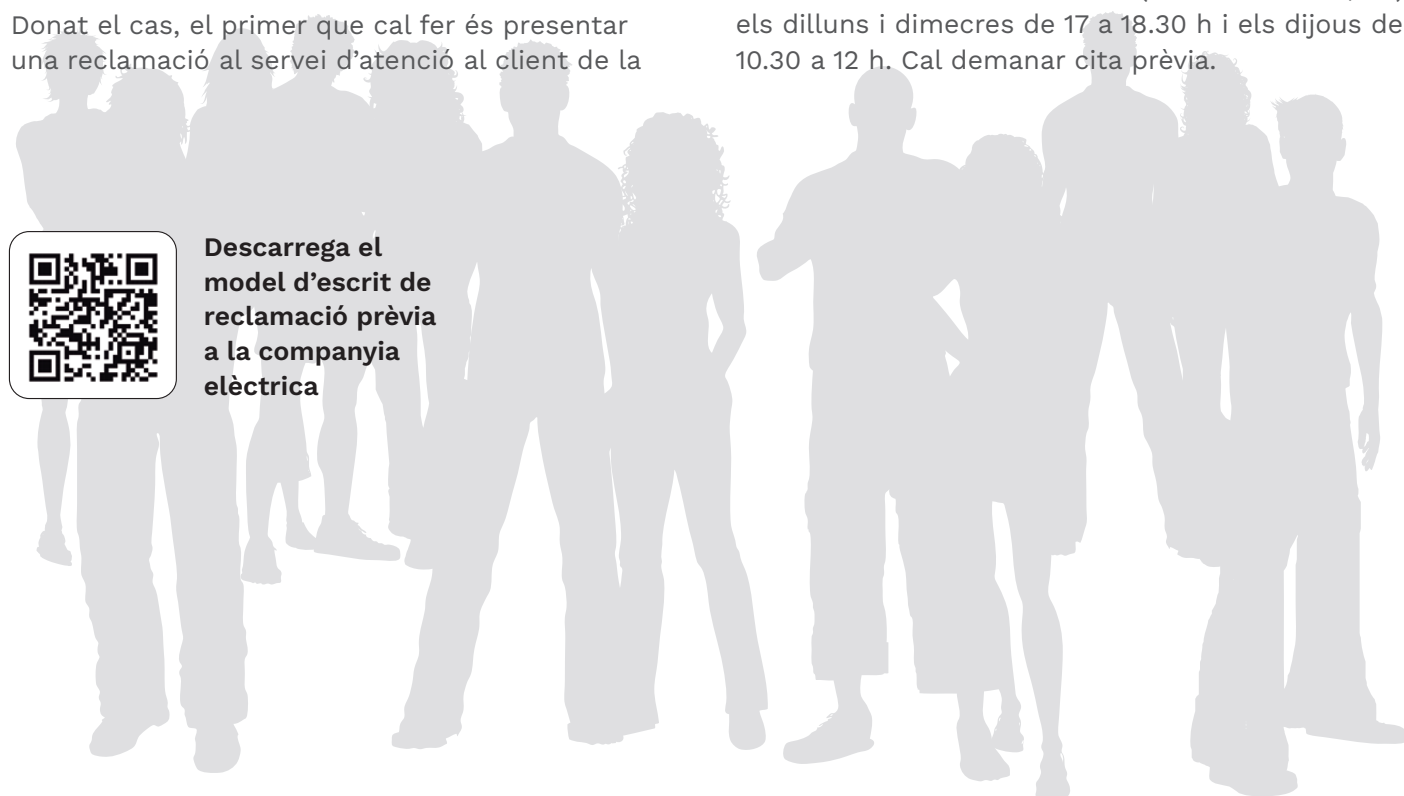 Donat el cas, el primer que cal fer és presentar
una reclamació al servei d’atenció al client de la
els dilluns i dimecres de 17 a 18.30 h i els dijous de
10.30 a 12 h. Cal demanar cita prèvia.
Descarrega el
model d’escrit de
reclamació prèvia
a la companyia
elèctrica